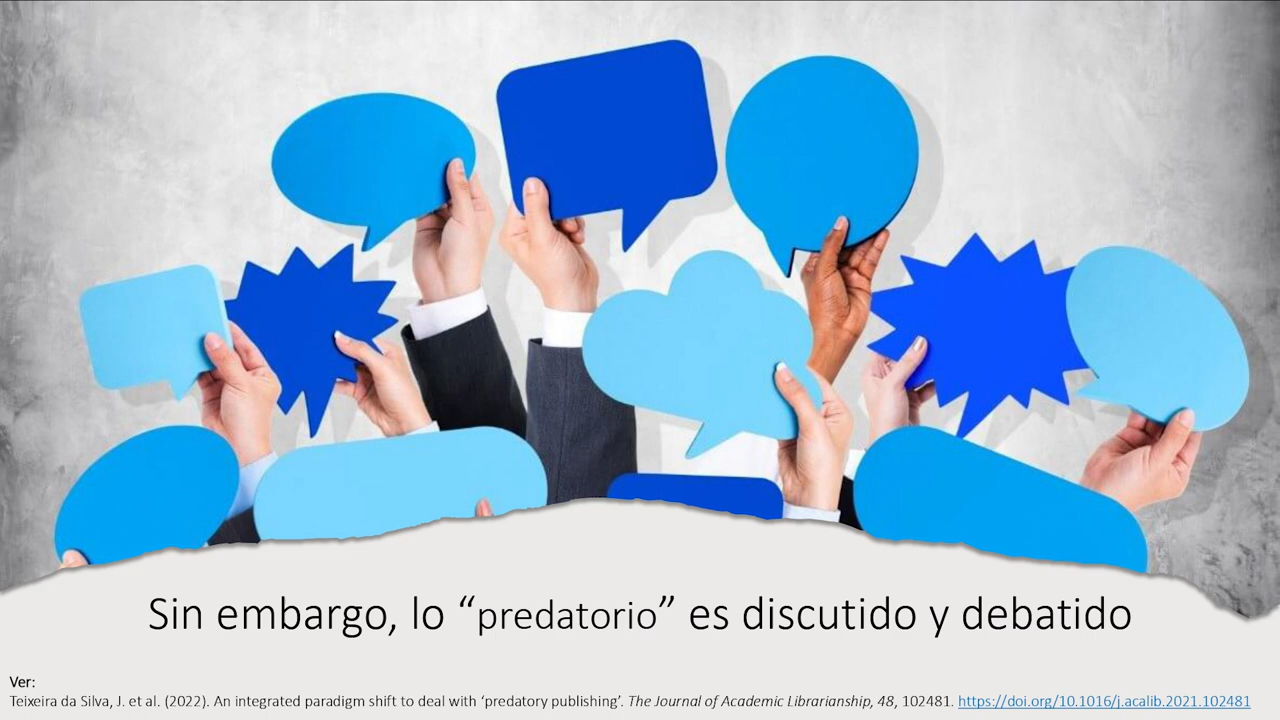 Sin embargo, lo “predatorio” es discutido y debatido
Ver:
Teixeira da Silva, J. et al. (2022). An integrated paradigm shift to deal with ‘predatory publishing’. The Journal of Academic Librarianship, 48, 102481. https://doi.org/10.1016/j.acalib.2021.102481